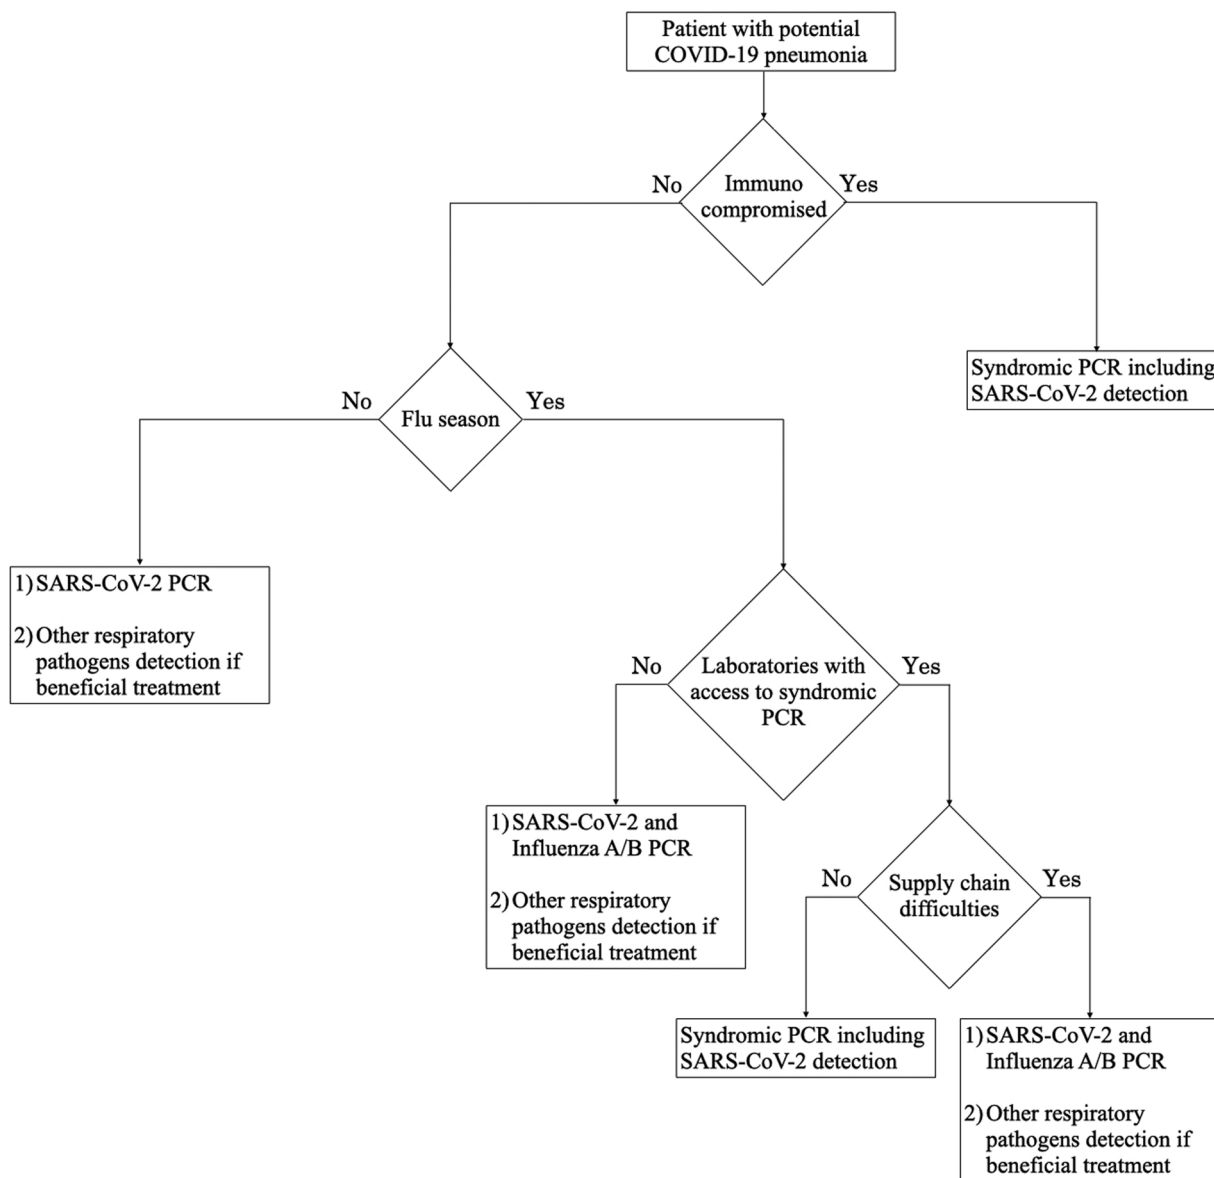 Patient with potential
COVID-19 pneumonia
No
Immuno
compromised
Yes
Syndromic PCR including
SARS-CoV-2 detection
No
Flu season
Yes
1) SARS-CoV-2 PCR
2) Other respiratory
pathogens detection if
beneficial treatment
No
Laboratories with
access to syndromic
PCR
Yes
1) SARS-CoV-2 and
Influenza A/B PCR
2) Other respiratory
pathogens detection if
beneficial treatment
No
Supply chain
difficulties
Yes
Syndromic PCR including
SARS-CoV-2 detection
1) SARS-CoV-2 and
Influenza A/B PCR
2) Other respiratory
pathogens detection if
beneficial treatment